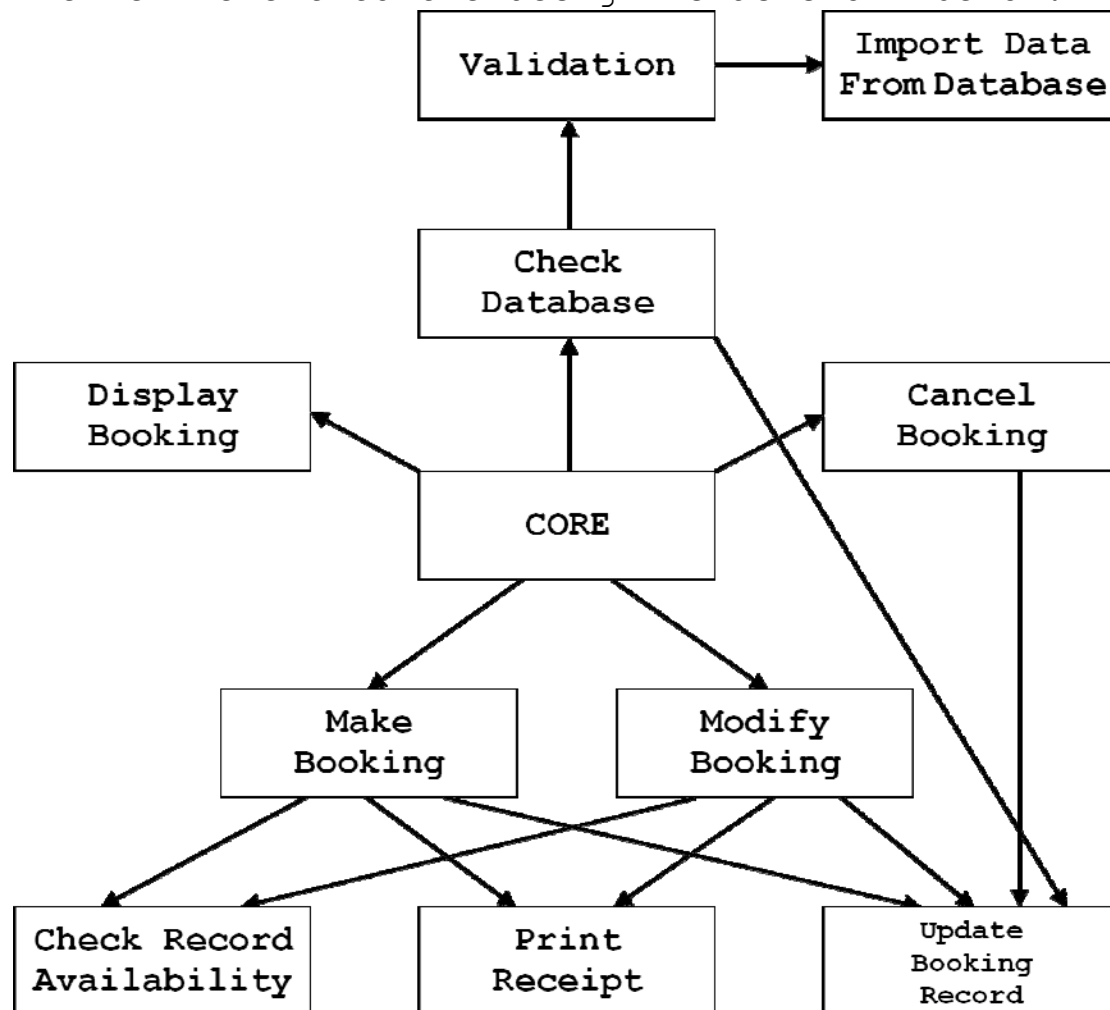 Validation
Import Data
From Database
Check
Database
Display
Booking
Cancel
Booking
CORE
Make
Booking
Modify
Booking
Check Record
Availability
Print
Receipt
Update
Booking
Record